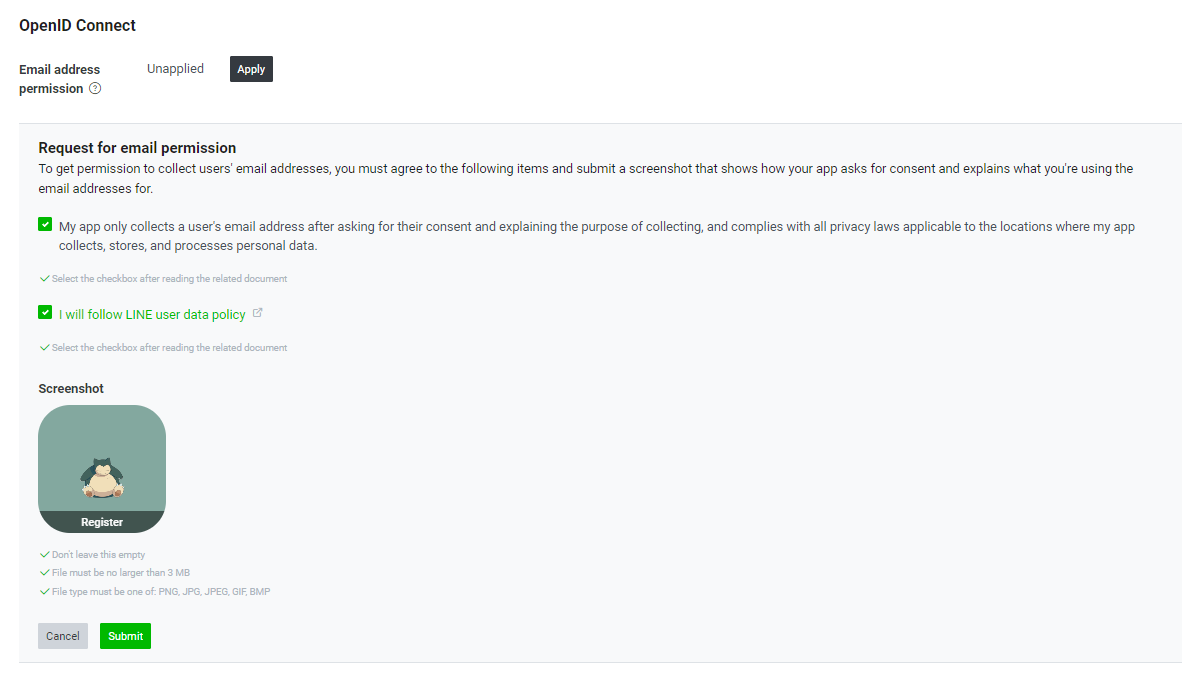 OpenID Connect
Email address
permission ?
Unapplied
Apply
Request for email permission
To get permission to collect users' email addresses, you must agree to the following items and submit a screenshot that shows how your app asks for consent and explains what you're using the
email addresses for.
My app only collects a user's email address after asking for their consent and explaining the purpose of collecting, and complies with all privacy laws applicable to the locations where my app
collects, stores, and processes personal data.
Select the checkbox after reading the related document
I will follow LINE user data policy
Select the checkbox after reading the related document
Screenshot
Register
Don't leave this empty
File must be no larger than 3 MB
File type must be one of: PNG, JPG, JPEG, GIF, BMP
Cancel
Submit